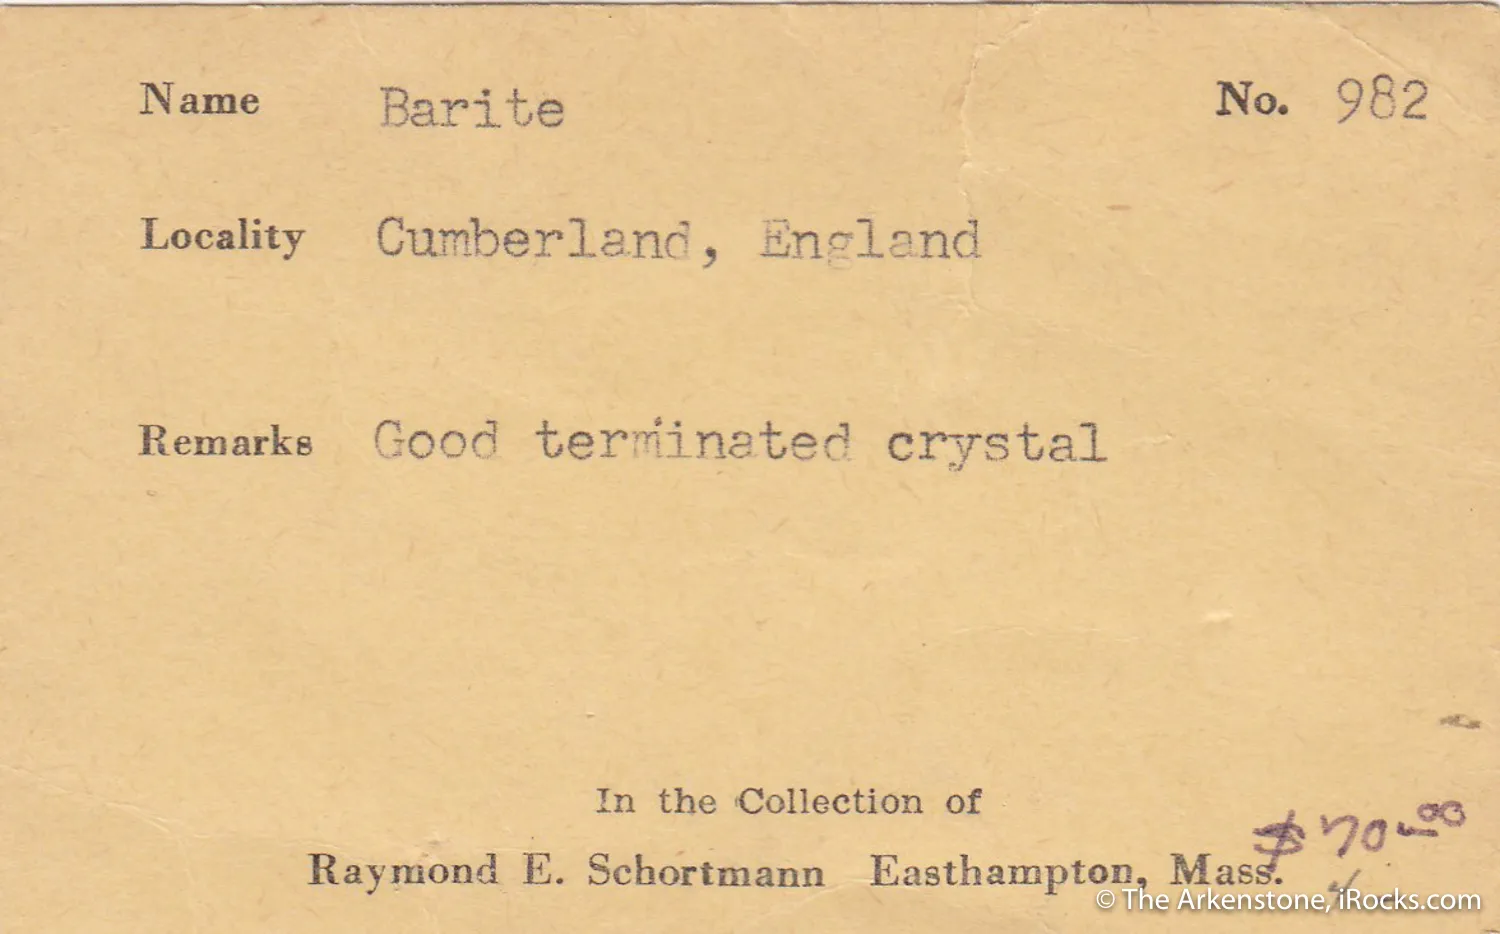 Name Barite No. 982
Locality Cumberland, England
Remarks Good terminated crystal
In the Collection of
$70.00
Raymond E. Schortmann Easthampton, Mass.
© The Arkenstone, iRocks.com